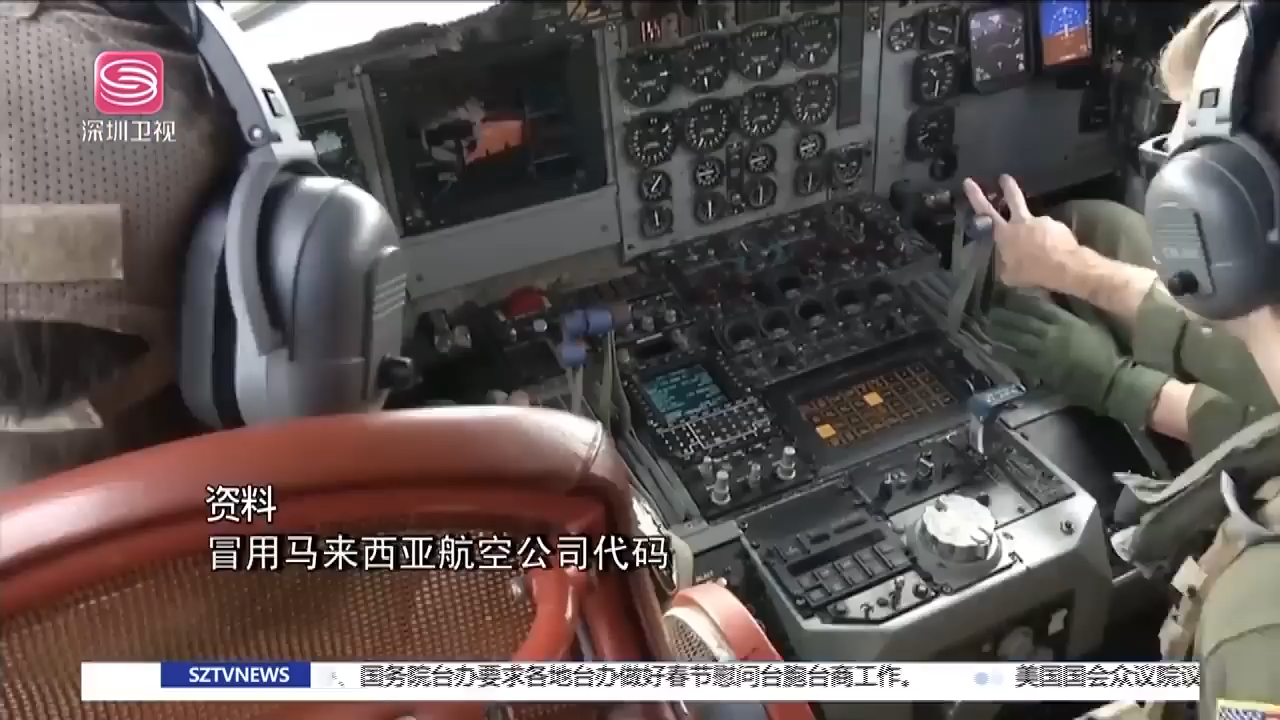 深圳卫视
资料
冒用马来西亚航空公司代码
SZTVNEWS
国务院台办要求各地台办做好春节慰问台胞台商工作。
美国国会众议院议